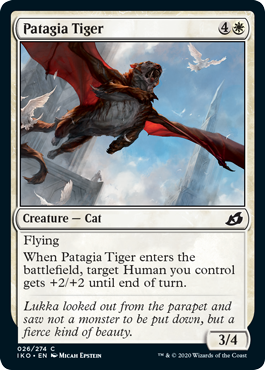 Patagia Tiger 4
Creature — Cat
Flying
When Patagia Tiger enters the
battlefield, target Human you control
gets +2/+2 until end of turn.
Lukka looked out from the parapet and
saw not a monster to be put down, but a
fierce kind of beauty.
3/4
026/274 C
IKO • EN Micah Epstein ™ & © 2020 Wizards of the Coast